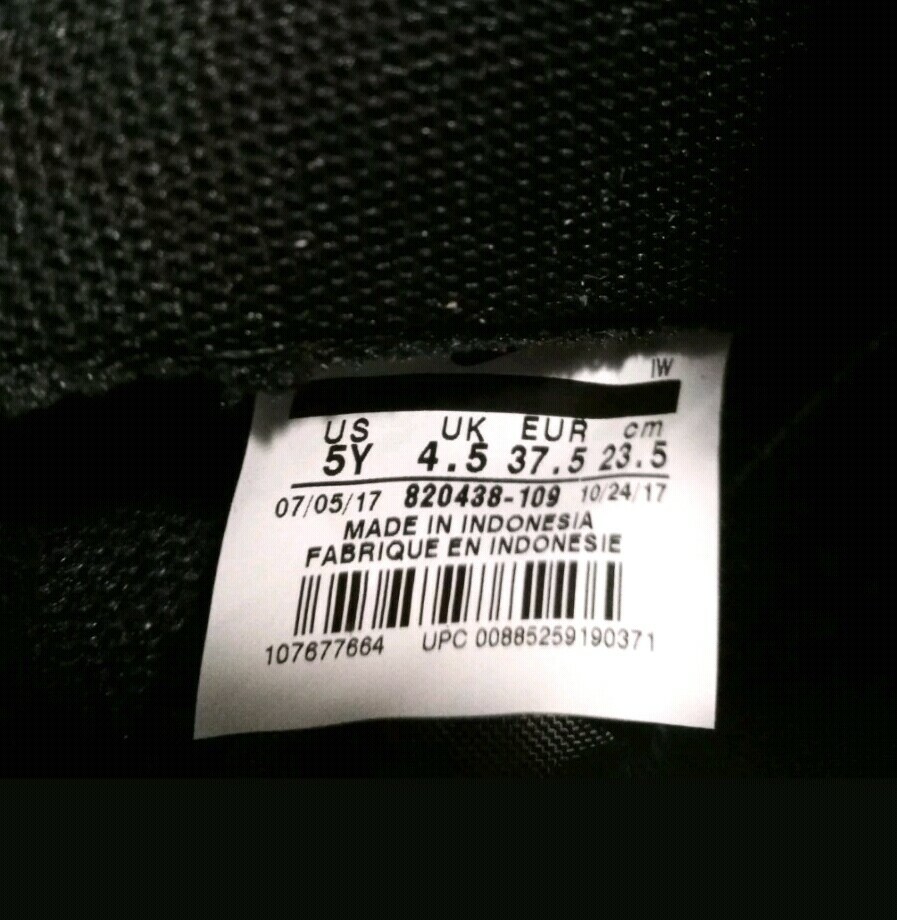 IW
US UK EUR cm
5Y 4.5 37.5 23.5
07/05/17 820438-109 10/24/17
MADE IN INDONESIA
FABRIQUE EN INDONESIE
107677664 UPC 00885259190371